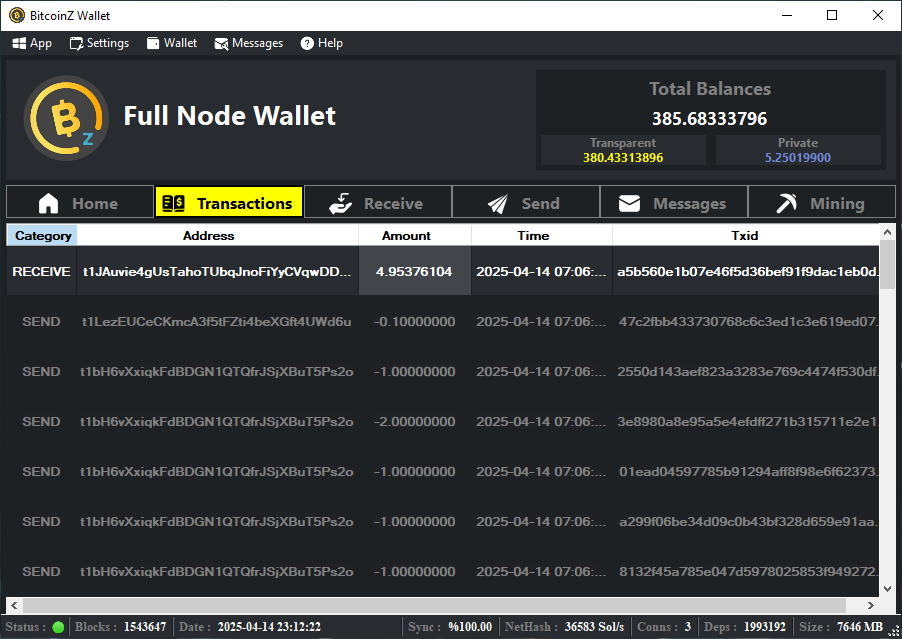 BitcoinZ Wallet
App Settings Wallet Messages Help
Full Node Wallet
Total Balances
385.68333796
Transparent Private
380.43313896 5.25019900
Home Transactions Receive Send Messages Mining
Category Address Amount Time Txid
RECEIVE t1JAuvie4gUsTahoTUbqJnoFiYyCVqwDD... 4.95376104 2025-04-14 07:06:... a5b560e1b07e46f5d36bef91f9dac1eb0d.
SEND t1LezEUCeCKmcA3f5tFZti4beXGft4UWd6u -0.10000000 2025-04-14 07:06:... 47c2fbb433730768c6c3ed1c3e619ed07.
SEND t1bH6vXxiqkFdBDGN1QTQfrJSjXBuT5Ps2o -1.00000000 2025-04-14 07:06:... 2550d143aef823a3283e769c4474f530df.
SEND t1bH6vXxiqkFdBDGN1QTQfrJSjXBuT5Ps2o -2.00000000 2025-04-14 07:06:... 3e8980a8e95a5e4efdff271b315711e2e1.
SEND t1bH6vXxiqkFdBDGN1QTQfrJSjXBuT5Ps2o -1.00000000 2025-04-14 07:06:... 01ead04597785b91294aff8f98e6f62373.
SEND t1bH6vXxiqkFdBDGN1QTQfrJSjXBuT5Ps2o -1.00000000 2025-04-14 07:06:... a299f06be34d09c0b43bf328d659e91aa.
SEND t1bH6vXxiqkFdBDGN1QTQfrJSjXBuT5Ps2o -1.00000000 2025-04-14 07:06:... 8132f45a785e047d5978025853f949272.
Status : Blocks : 1543647 Date : 2025-04-14 23:12:22 Sync : %100.00 NetHash : 36583 Sol/s Conns : 3 Deps : 1993192 Size : 7646 MB